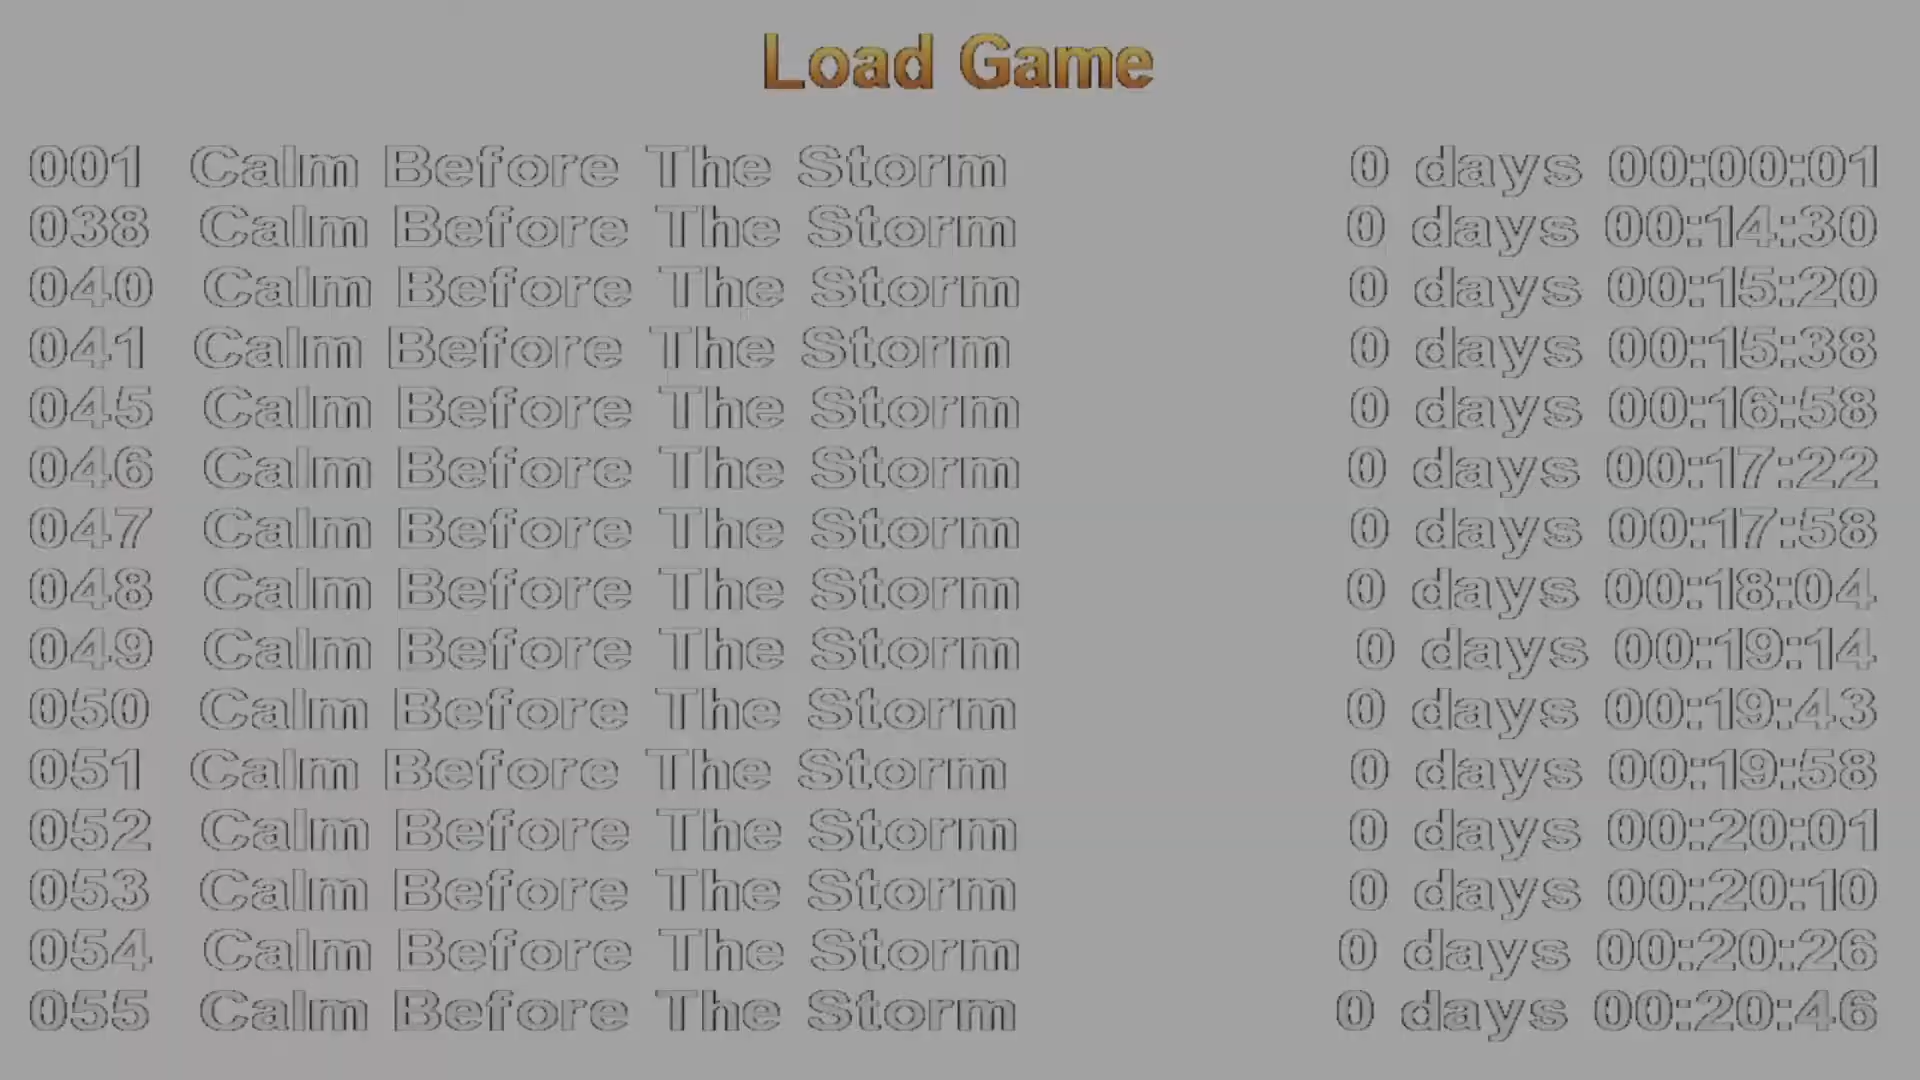 Load Game
001 Calm Before The Storm 0 days 00:00:01
038 Calm Before The Storm 0 days 00:14:30
040 Calm Before The Storm 0 days 00:15:20
041 Calm Before The Storm 0 days 00:15:38
045 Calm Before The Storm 0 days 00:16:58
046 Calm Before The Storm 0 days 00:17:22
047 Calm Before The Storm 0 days 00:17:58
048 Calm Before The Storm 0 days 00:18:04
049 Calm Before The Storm 0 days 00:19:14
050 Calm Before The Storm 0 days 00:19:43
051 Calm Before The Storm 0 days 00:19:58
052 Calm Before The Storm 0 days 00:20:01
053 Calm Before The Storm 0 days 00:20:10
054 Calm Before The Storm 0 days 00:20:26
055 Calm Before The Storm 0 days 00:20:46